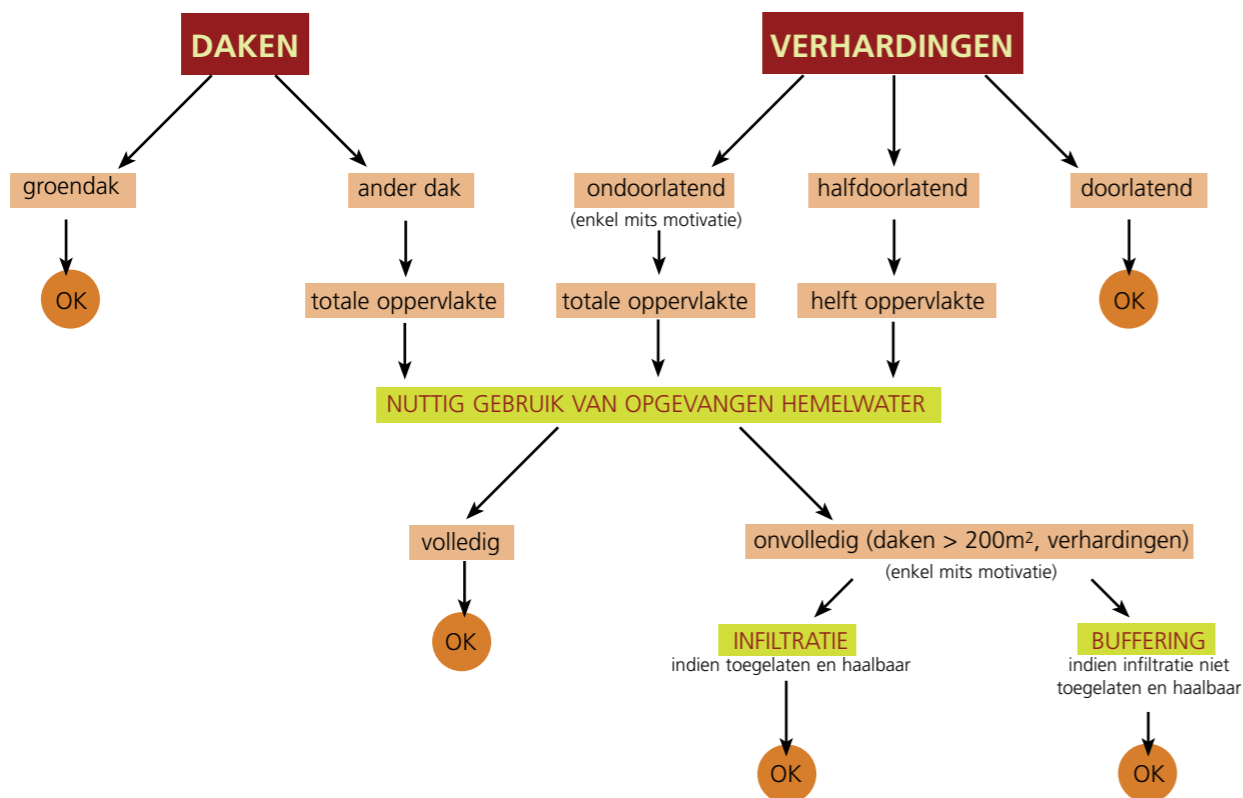 DAKEN
VERHARDINGEN
groendak
ander dak
ondoorlatend
(enkel mits motivatie)
halfdoorlatend
doorlatend
OK
totale oppervlakte
totale oppervlakte
helft oppervlakte
OK
NUTTIG GEBRUIK VAN OPGEVANGEN HEMELWATER
volledig
onvolledig (daken > 200m², verhardingen)
(enkel mits motivatie)
OK
INFILTRATIE
indien toegelaten en haalbaar
BUFFERING
indien infiltratie niet
toegelaten en haalbaar
OK
OK